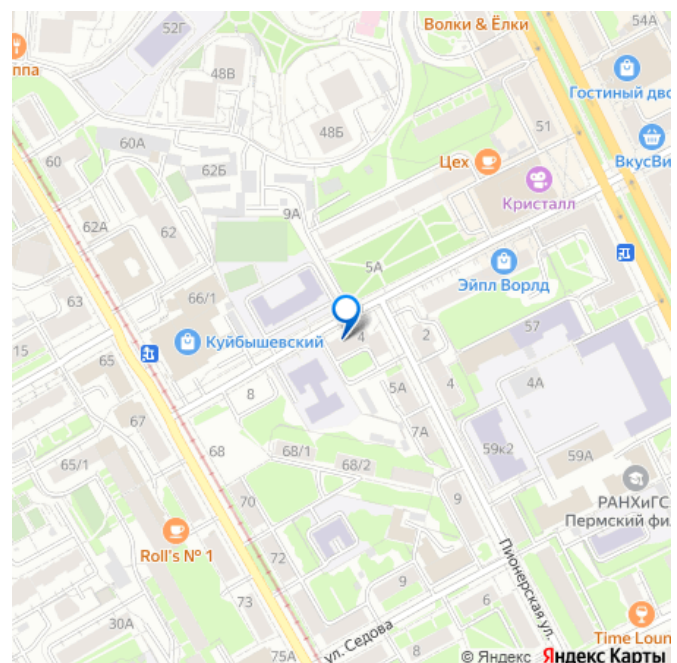 52Г
Волки & Ёлки
54А
ппа
48В
Гостиный дво
48Б
51
60А
60
62Б
Цех
ВкусВи
Кристалл
9А
62А
62
5А
Эйпл Ворлд
66/1
63
57
15
Куйбышевский
4
2
65
8
5А
4
4А
67
7А
68
68/1
59к2
59А
65/1
68/2
РАНХиГС
Пермский фи
70
9
Roll's № 1
72
Пионерская ул.
9
73
6
30А
ул. Седова
Time Loun
75А
© Яндекс Яндекс Карты